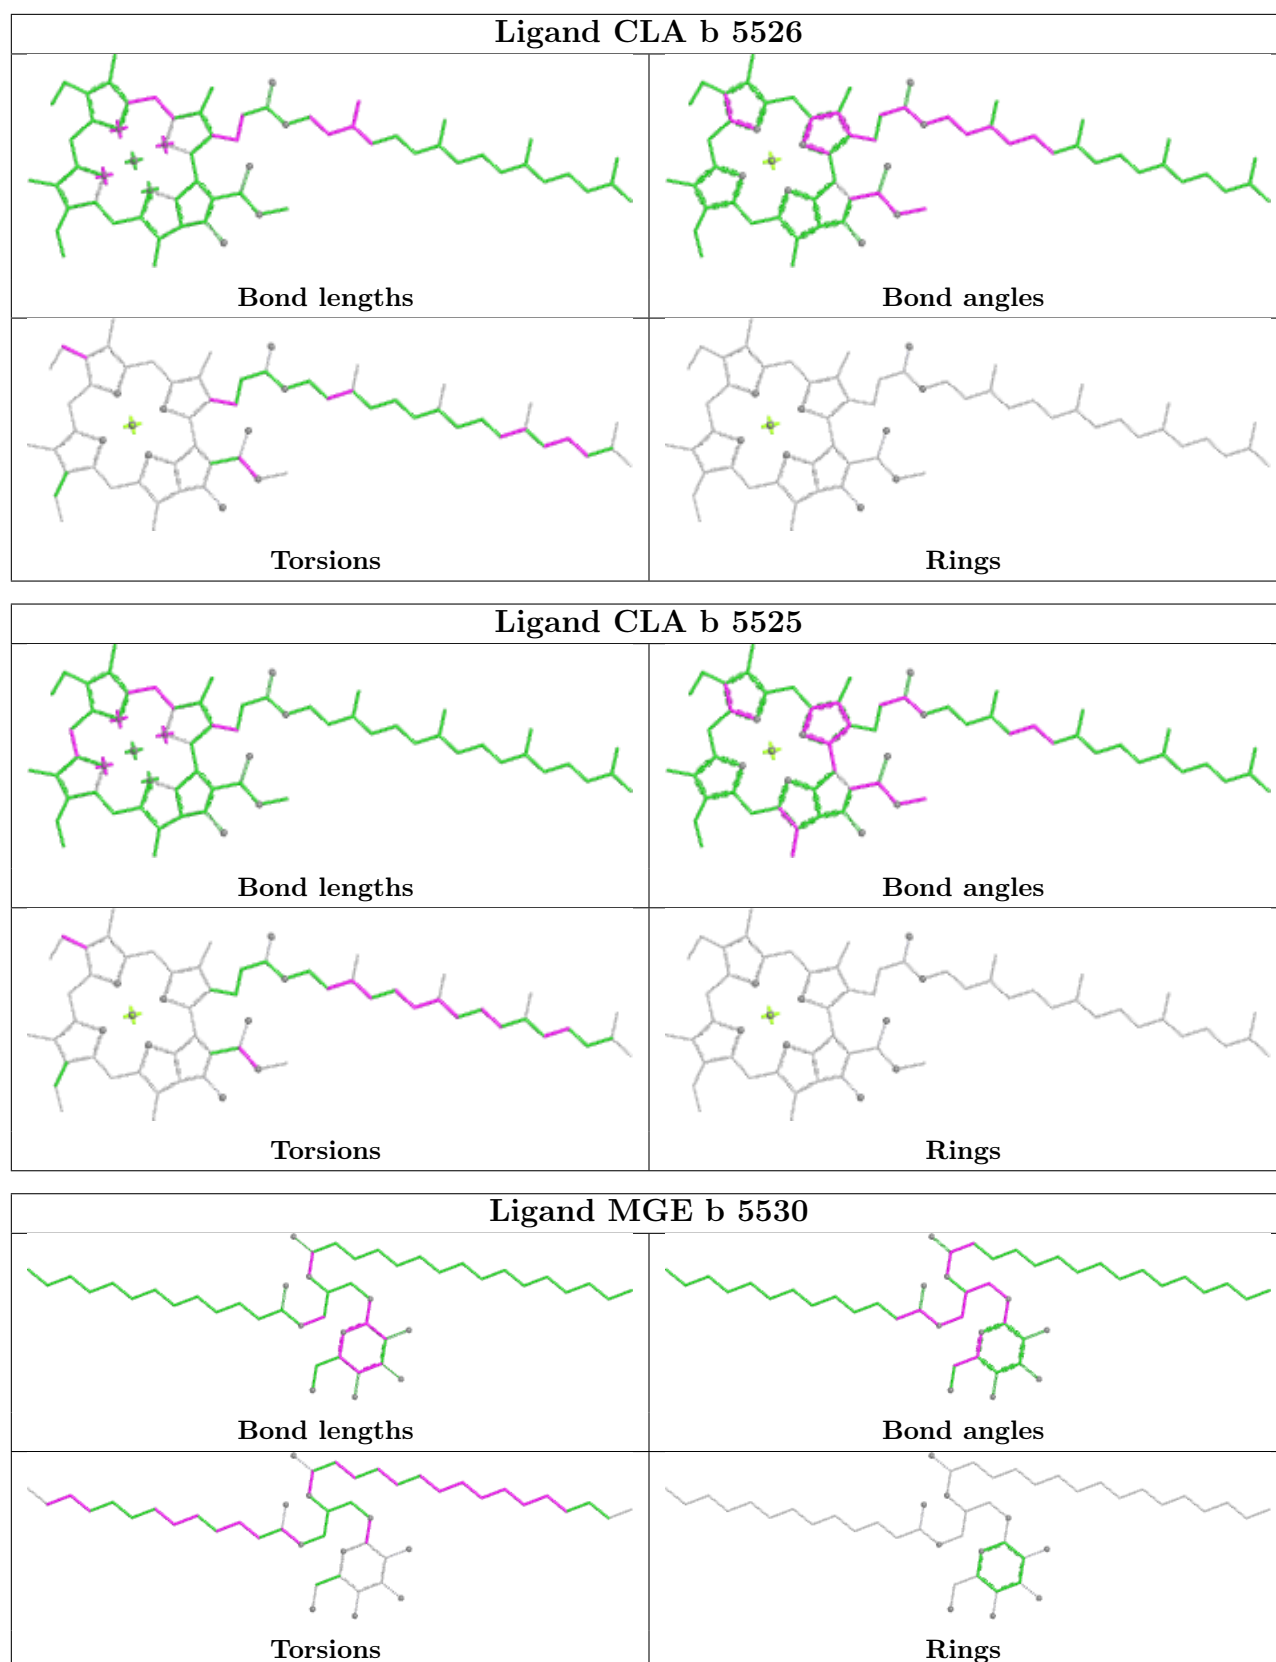 Ligand CLA b 5526
Bond lengths
Bond angles
Torsions
Rings
Ligand CLA b 5525
Bond lengths
Bond angles
Torsions
Rings
Ligand MGE b 5530
Bond lengths
Bond angles
Torsions
Rings